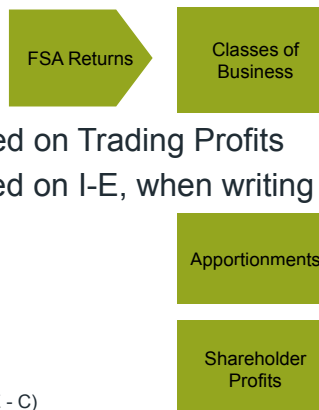 FSA Returns
Classes of
Business
ed on Trading Profits
ed on I-E, when writing
Apportionments
Shareholder
Profits
- C)